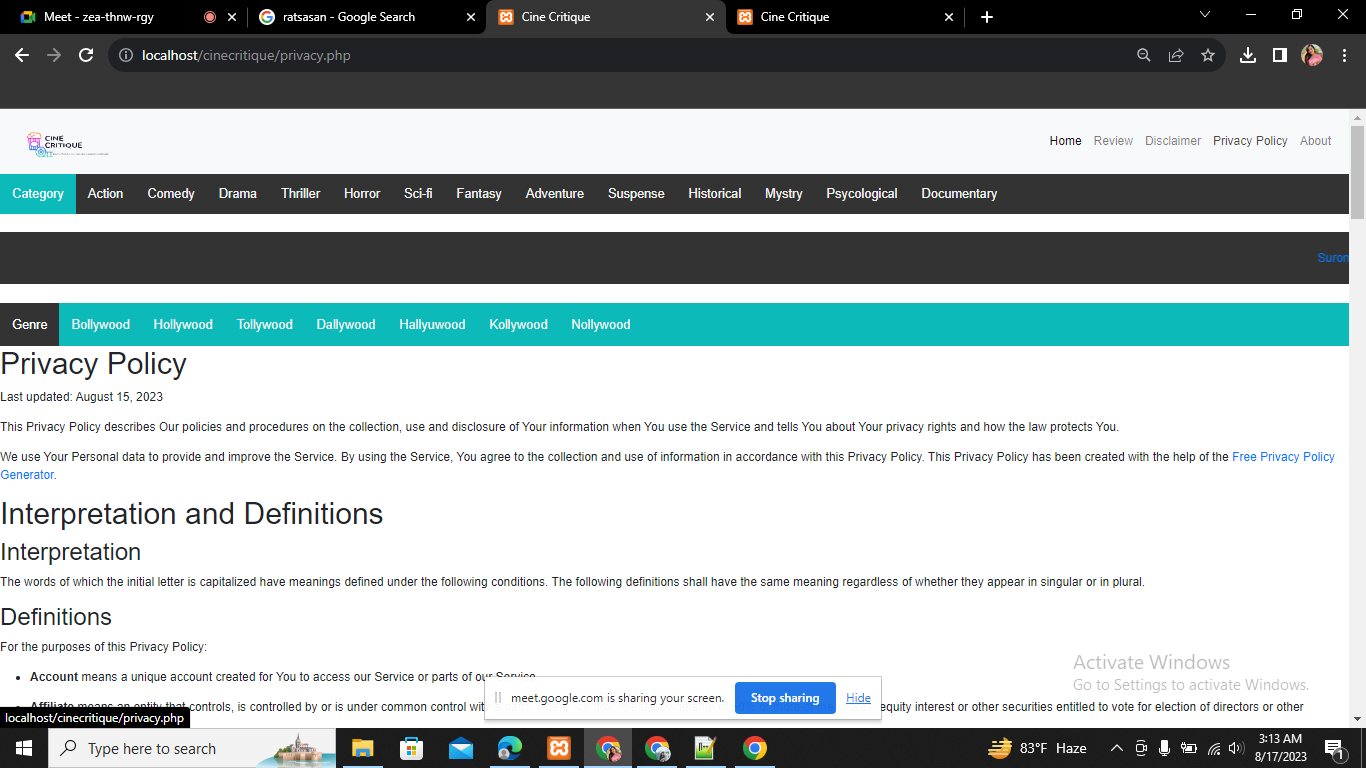 Meet - zea-thnw-rgy
ratsasan - Google Search
Cine Critique
Cine Critique
localhost/cinecritique/privacy.php
CINE
CRITIQUE
Home Review Disclaimer Privacy Policy About
Category Action Comedy Drama Thriller Horror Sci-fi Fantasy Adventure Suspense Historical Mystry Psycological Documentary
Suron
Genre Bollywood Hollywood Tollywood Dallywood Hallyuwood Kollywood Nollywood
Privacy Policy
Last updated: August 15, 2023
This Privacy Policy describes Our policies and procedures on the collection, use and disclosure of Your information when You use the Service and tells You about Your privacy rights and how the law protects You.
We use Your Personal data to provide and improve the Service. By using the Service, You agree to the collection and use of information in accordance with this Privacy Policy. This Privacy Policy has been created with the help of the Free Privacy Policy
Generator.
Interpretation and Definitions
Interpretation
The words of which the initial letter is capitalized have meanings defined under the following conditions. The following definitions shall have the same meaning regardless of whether they appear in singular or in plural.
Definitions
For the purposes of this Privacy Policy:
Activate Windows
Go to Settings to activate Windows.
• Account means a unique account created for You to access our Service or parts of our Service.
• Affiliate means an entity that controls, is controlled by or is under common control equity interest or other securities entitled to vote for election of directors or other
meet.google.com is sharing your screen. Stop sharing Hide
localhost/cinecritique/privacy.php
Type here to search
83°F Haze
3:13 AM
8/17/2023
1